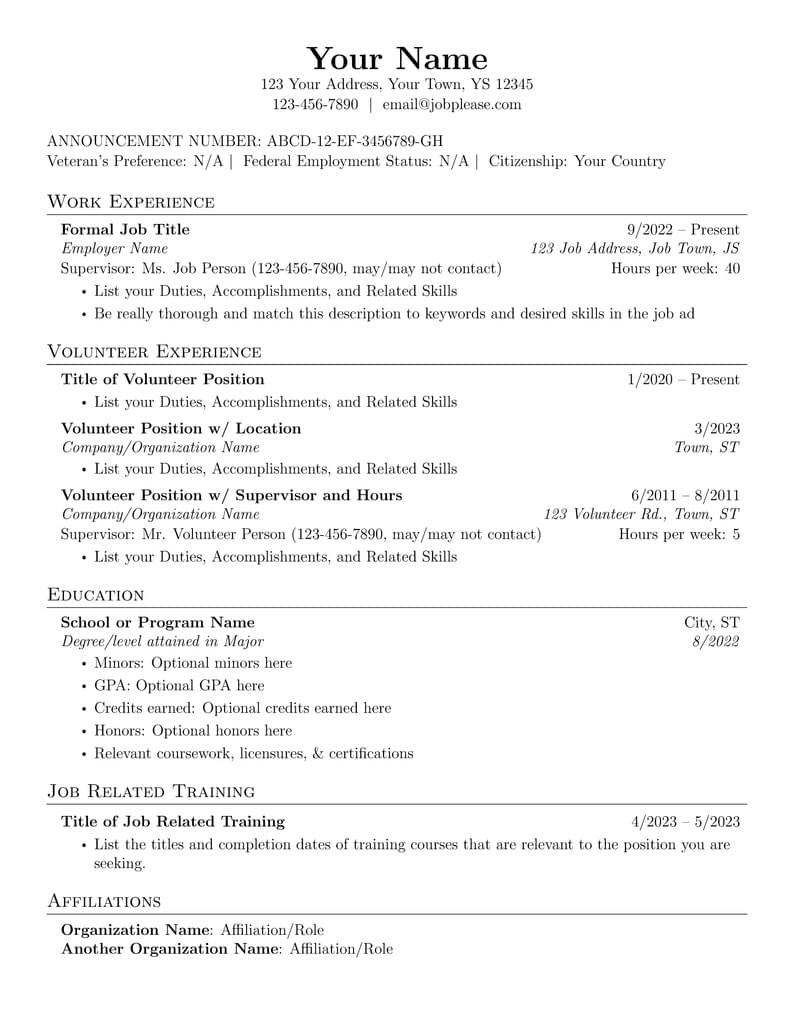 Your Name
123 Your Address, Your Town, YS 12345
123-456-7890 | email@jobplease.com
ANNOUNCEMENT NUMBER: ABCD-12-EF-3456789-GH
Veteran's Preference: N/A | Federal Employment Status: N/A | Citizenship: Your Country
Work Experience
Formal Job Title 9/2022 – Present
Employer Name 123 Job Address, Job Town, JS
Supervisor: Ms. Job Person (123-456-7890, may/may not contact) Hours per week: 40
• List your Duties, Accomplishments, and Related Skills
• Be really thorough and match this description to keywords and desired skills in the job ad
Volunteer Experience
Title of Volunteer Position 1/2020 – Present
• List your Duties, Accomplishments, and Related Skills
Volunteer Position w/ Location 3/2023
Company/Organization Name Town, ST
• List your Duties, Accomplishments, and Related Skills
Volunteer Position w/ Supervisor and Hours 6/2011 – 8/2011
Company/Organization Name 123 Volunteer Rd., Town, ST
Supervisor: Mr. Volunteer Person (123-456-7890, may/may not contact) Hours per week: 5
• List your Duties, Accomplishments, and Related Skills
Education
School or Program Name City, ST
Degree/level attained in Major 8/2022
• Minors: Optional minors here
• GPA: Optional GPA here
• Credits earned: Optional credits earned here
• Honors: Optional honors here
• Relevant coursework, licensures, & certifications
Job Related Training
Title of Job Related Training 4/2023 – 5/2023
• List the titles and completion dates of training courses that are relevant to the position you are
seeking.
Affiliations
Organization Name: Affiliation/Role
Another Organization Name: Affiliation/Role